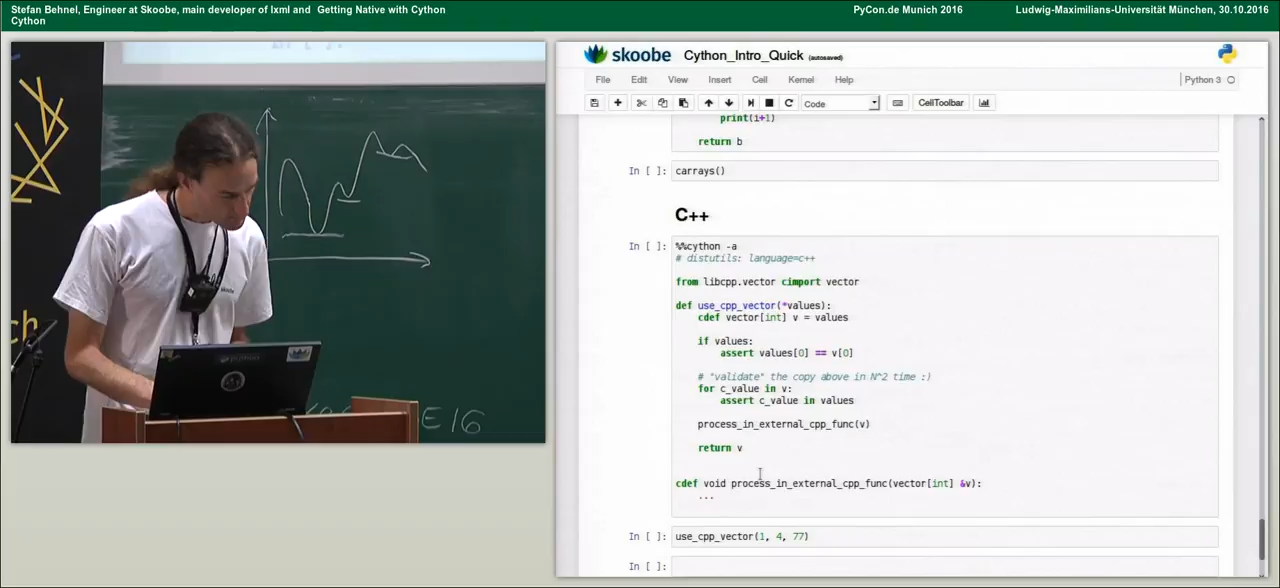 Stefan Behnel, Engineer at Skoobe, main developer of lxml and Getting Native with Cython
Cython
PyCon.de Munich 2016
Ludwig-Maximilians-Universität München, 30.10.2016
skoobe Cython_Intro_Quick (autosaved)
File Edit View Insert Cell Kernel Help
Python 3
Code
CellToolbar
print(i+1)
return b
In [ ]: carrays()
C++
In [ ]: %%cython -a
# distutils: language=c++
from libcpp.vector cimport vector
def use_cpp_vector(*values):
cdef vector[int] v = values
if values:
assert values[0] == v[0]
# "validate" the copy above in N^2 time :)
for c_value in v:
assert c_value in values
process_in_external_cpp_func(v)
return v
cdef void process_in_external_cpp_func(vector[int] &v):
...
In [ ]: use_cpp_vector(1, 4, 77)
In [ ]:
ch
E16